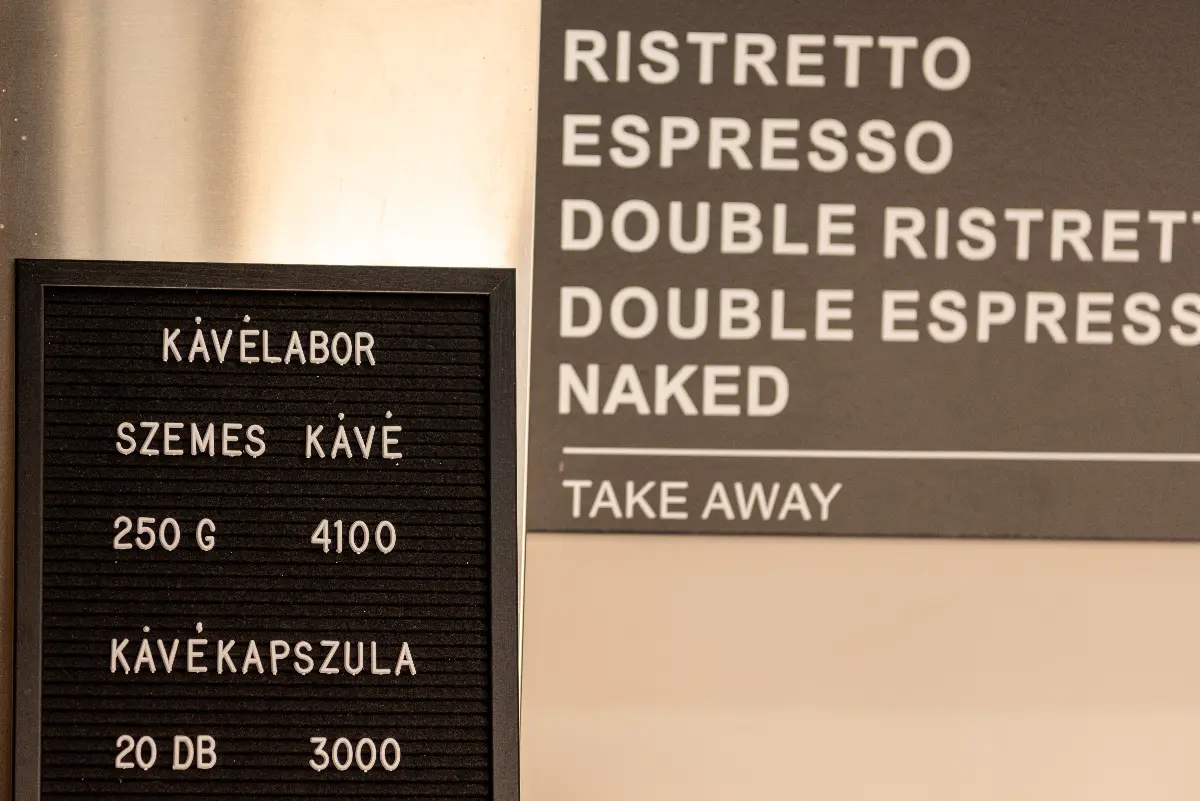 KÁVÉLABOR
SZEMES KÁVÉ
250 G 4100
KÁVÉKAPSZULA
20 DB 3000
RISTRETTO
ESPRESSO
DOUBLE RISTRETT
DOUBLE ESPRESS
NAKED
TAKE AWAY